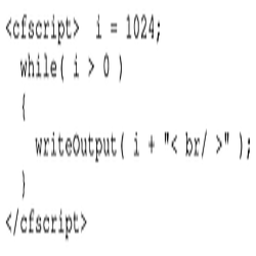 <cfscript> i = 1024;
while( i > 0 )
{
writeOutput( i + "< br/ >" );
}
</cfscript>